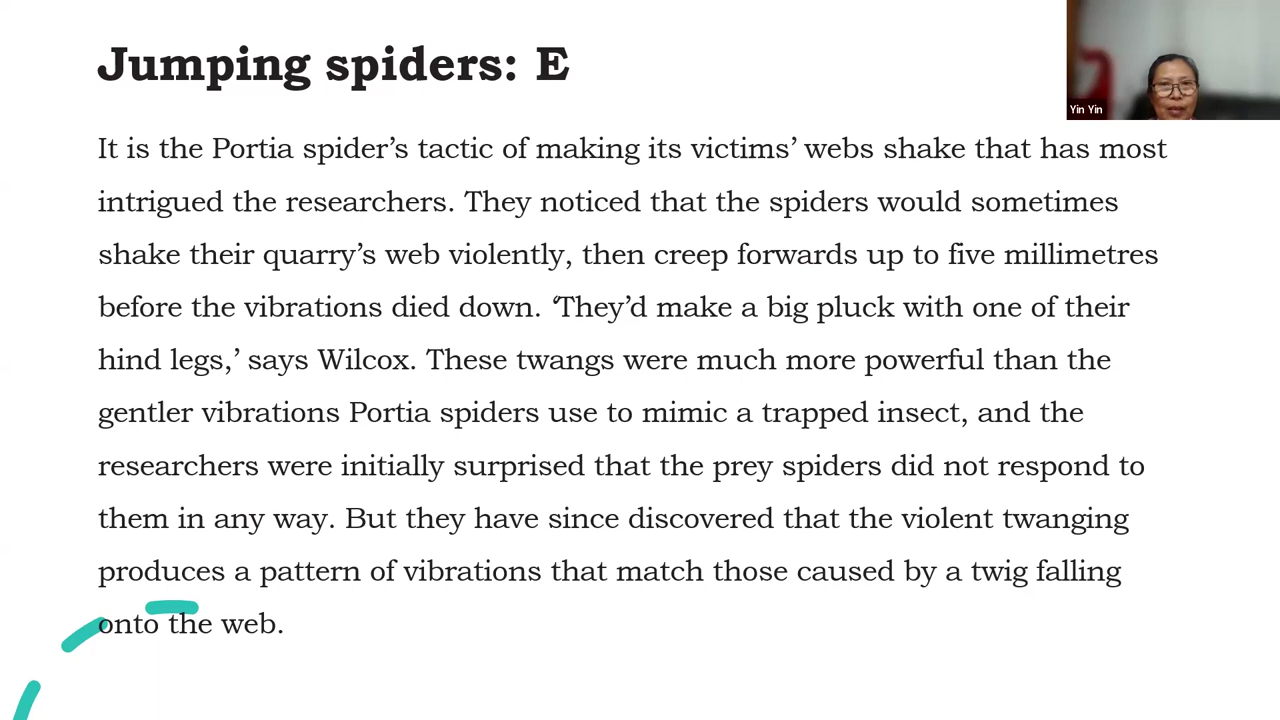 Jumping spiders: E
Yin Yin
It is the Portia spider’s tactic of making its victims’ webs shake that has most
intrigued the researchers. They noticed that the spiders would sometimes
shake their quarry’s web violently, then creep forwards up to five millimetres
before the vibrations died down. ‘They’d make a big pluck with one of their
hind legs,’ says Wilcox. These twangs were much more powerful than the
gentler vibrations Portia spiders use to mimic a trapped insect, and the
researchers were initially surprised that the prey spiders did not respond to
them in any way. But they have since discovered that the violent twanging
produces a pattern of vibrations that match those caused by a twig falling
onto the web.